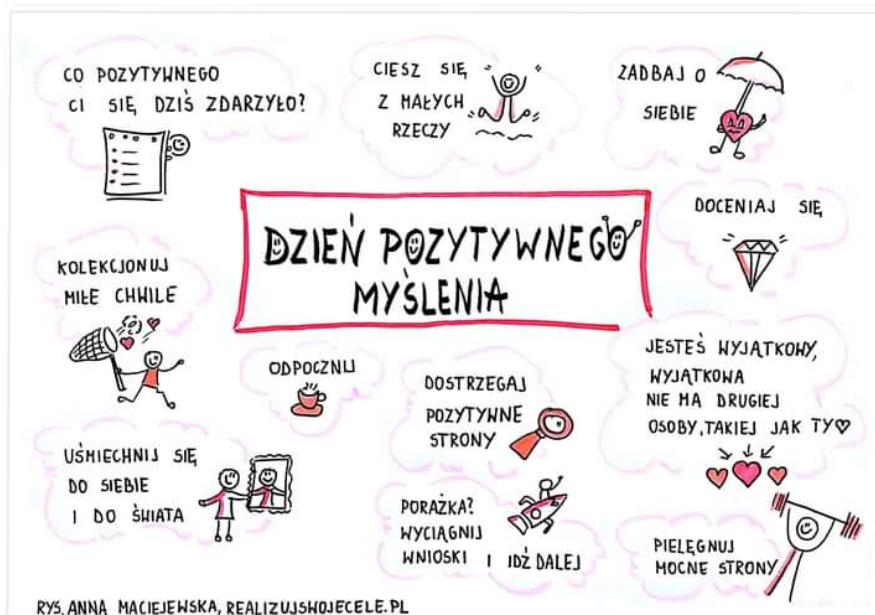 CO POZYTYWNEGO
CI SIĘ DZIŚ ZDARZYŁO?
CIESZ SIĘ
Z MAŁYCH
RZECZY
ZADBAJ O
SIEBIE
DZIEŃ POZYTYWNEGO
MYŚLENIA
DOCENIAJ SIĘ
KOLEKCJONUJ
MIŁE CHWILE
ODPOCZNIJ
DOSTRZEGAJ
POZYTYWNE
STRONY
JESTEŚ WYJĄTKOWY,
WYJĄTKOWA
NIE MA DRUGIEJ
OSOBY, TAKIEJ JAK TY♡
UŚMIECHNIJ SIĘ
DO SIEBIE
I DO ŚWIATA
PORAŻKA?
WYCIĄGNIJ
WNIOSKI I IDŹ DALEJ
PIELĘGNUJ
MOCNE STRONY
RYS. ANNA MACIEJEWSKA, REALIZUJSWOJECELE.PL